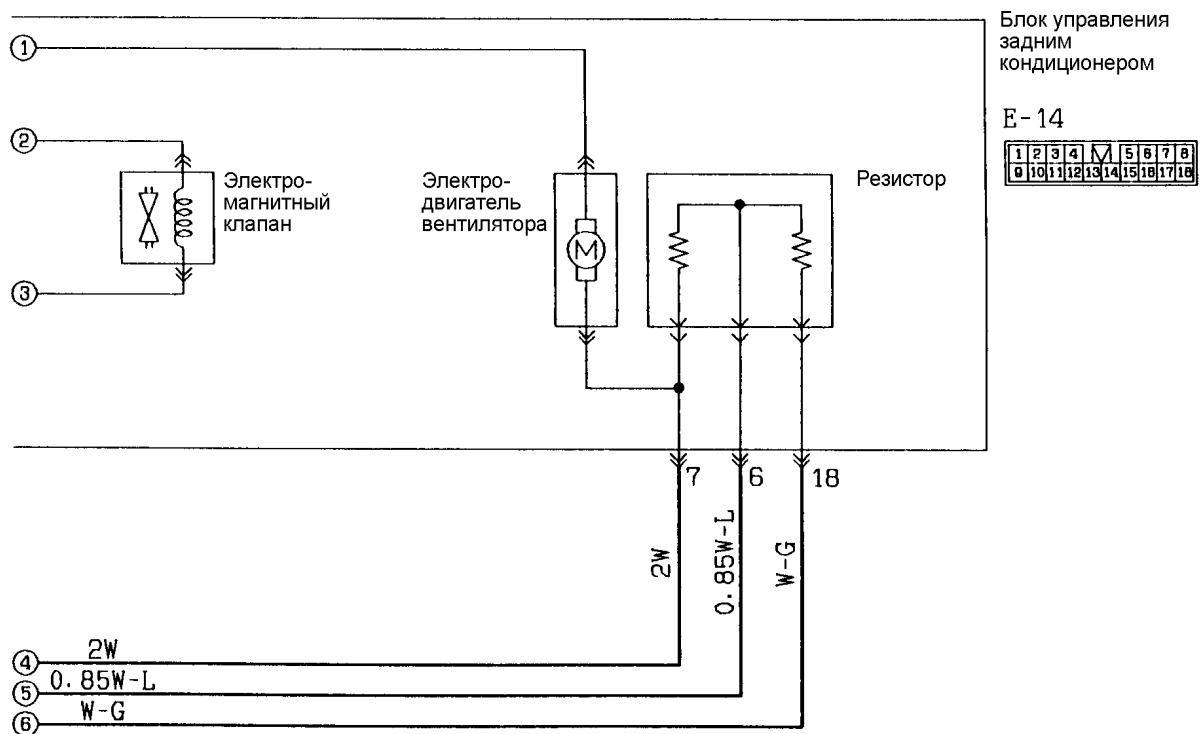 Блок управления
задним
кондиционером
E-14
1 2 3 4 5 6 7 8
9 10 11 12 13 14 15 16 17 18
1
2
3
Электро-
магнитный
клапан
Электро-
двигатель
вентилятора
M
Резистор
7 6 18
2W
0.85W-L
W-G
4 2W
5 0.85W-L
6 W-G